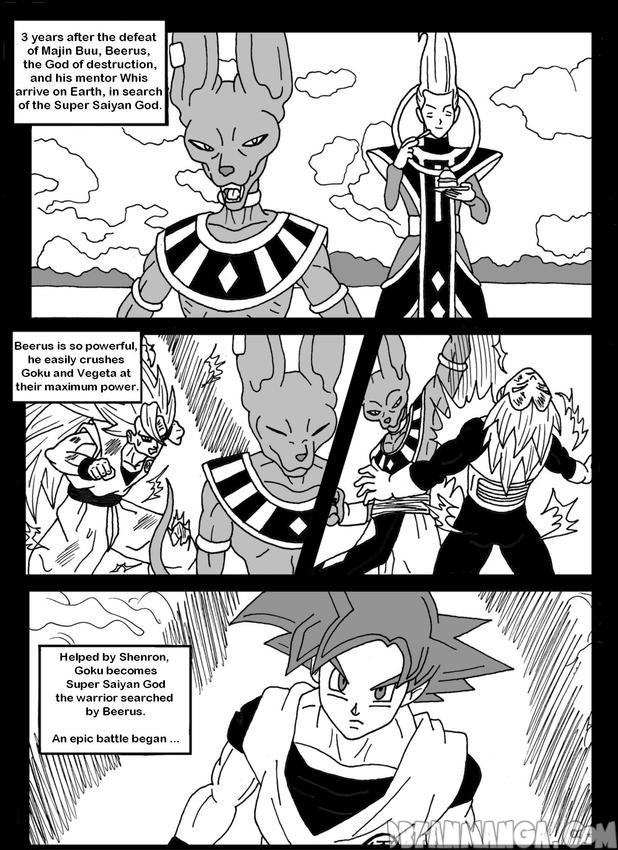 3 years after the defeat
of Majin Buu, Beerus,
the God of destruction,
and his mentor Whis
arrive on Earth, in search
of the Super Saiyan God.
Beerus is so powerful,
he easily crushes
Goku and Vegeta at
their maximum power.
Helped by Shenron,
Goku becomes
Super Saiyan God
the warrior searched
by Beerus.
An epic battle began ...
DBFANMANGA.COM